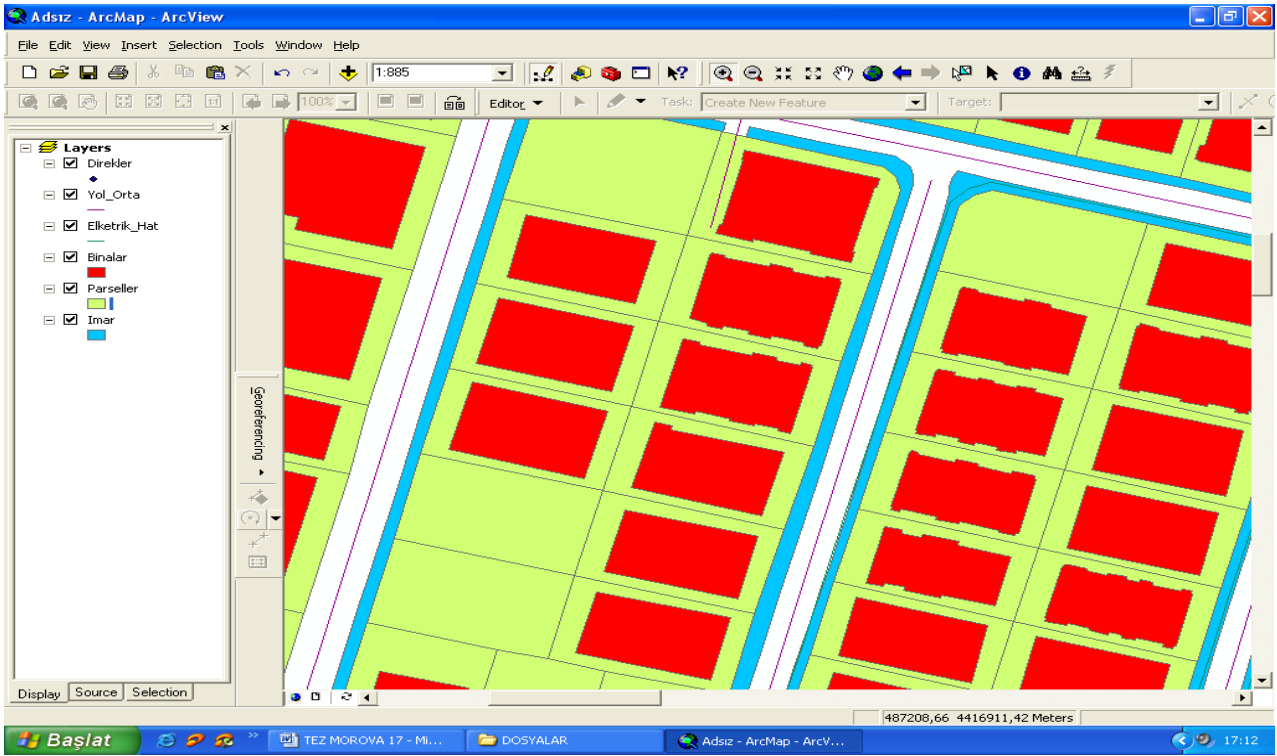 Adsız - ArcMap - ArcView
File Edit View Insert Selection Tools Window Help
1:885
100% Editor Task: Create New Feature Target:
Layers
Direkler
Yol_Orta
Elketrik_Hat
Binalar
Parseller
Imar
Georeferencing
Display Source Selection
487208,66 4416911,42 Meters
Başlat TEZ MOROVA 17 - Mi... DOSYALAR Adsız - ArcMap - ArcV... 17:12